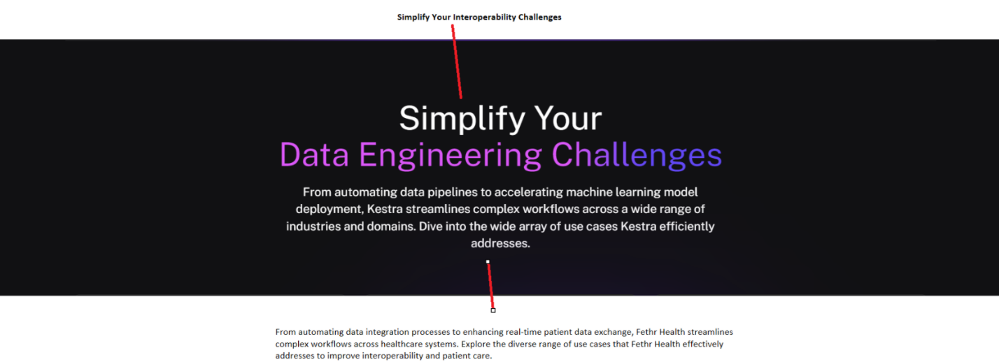 Simplify Your Interoperability Challenges
Simplify Your
Data Engineering Challenges
From automating data pipelines to accelerating machine learning model
deployment, Kestra streamlines complex workflows across a wide range of
industries and domains. Dive into the wide array of use cases Kestra efficiently
addresses.
From automating data integration processes to enhancing real-time patient data exchange, Fethr Health streamlines
complex workflows across healthcare systems. Explore the diverse range of use cases that Fethr Health effectively
addresses to improve interoperability and patient care.